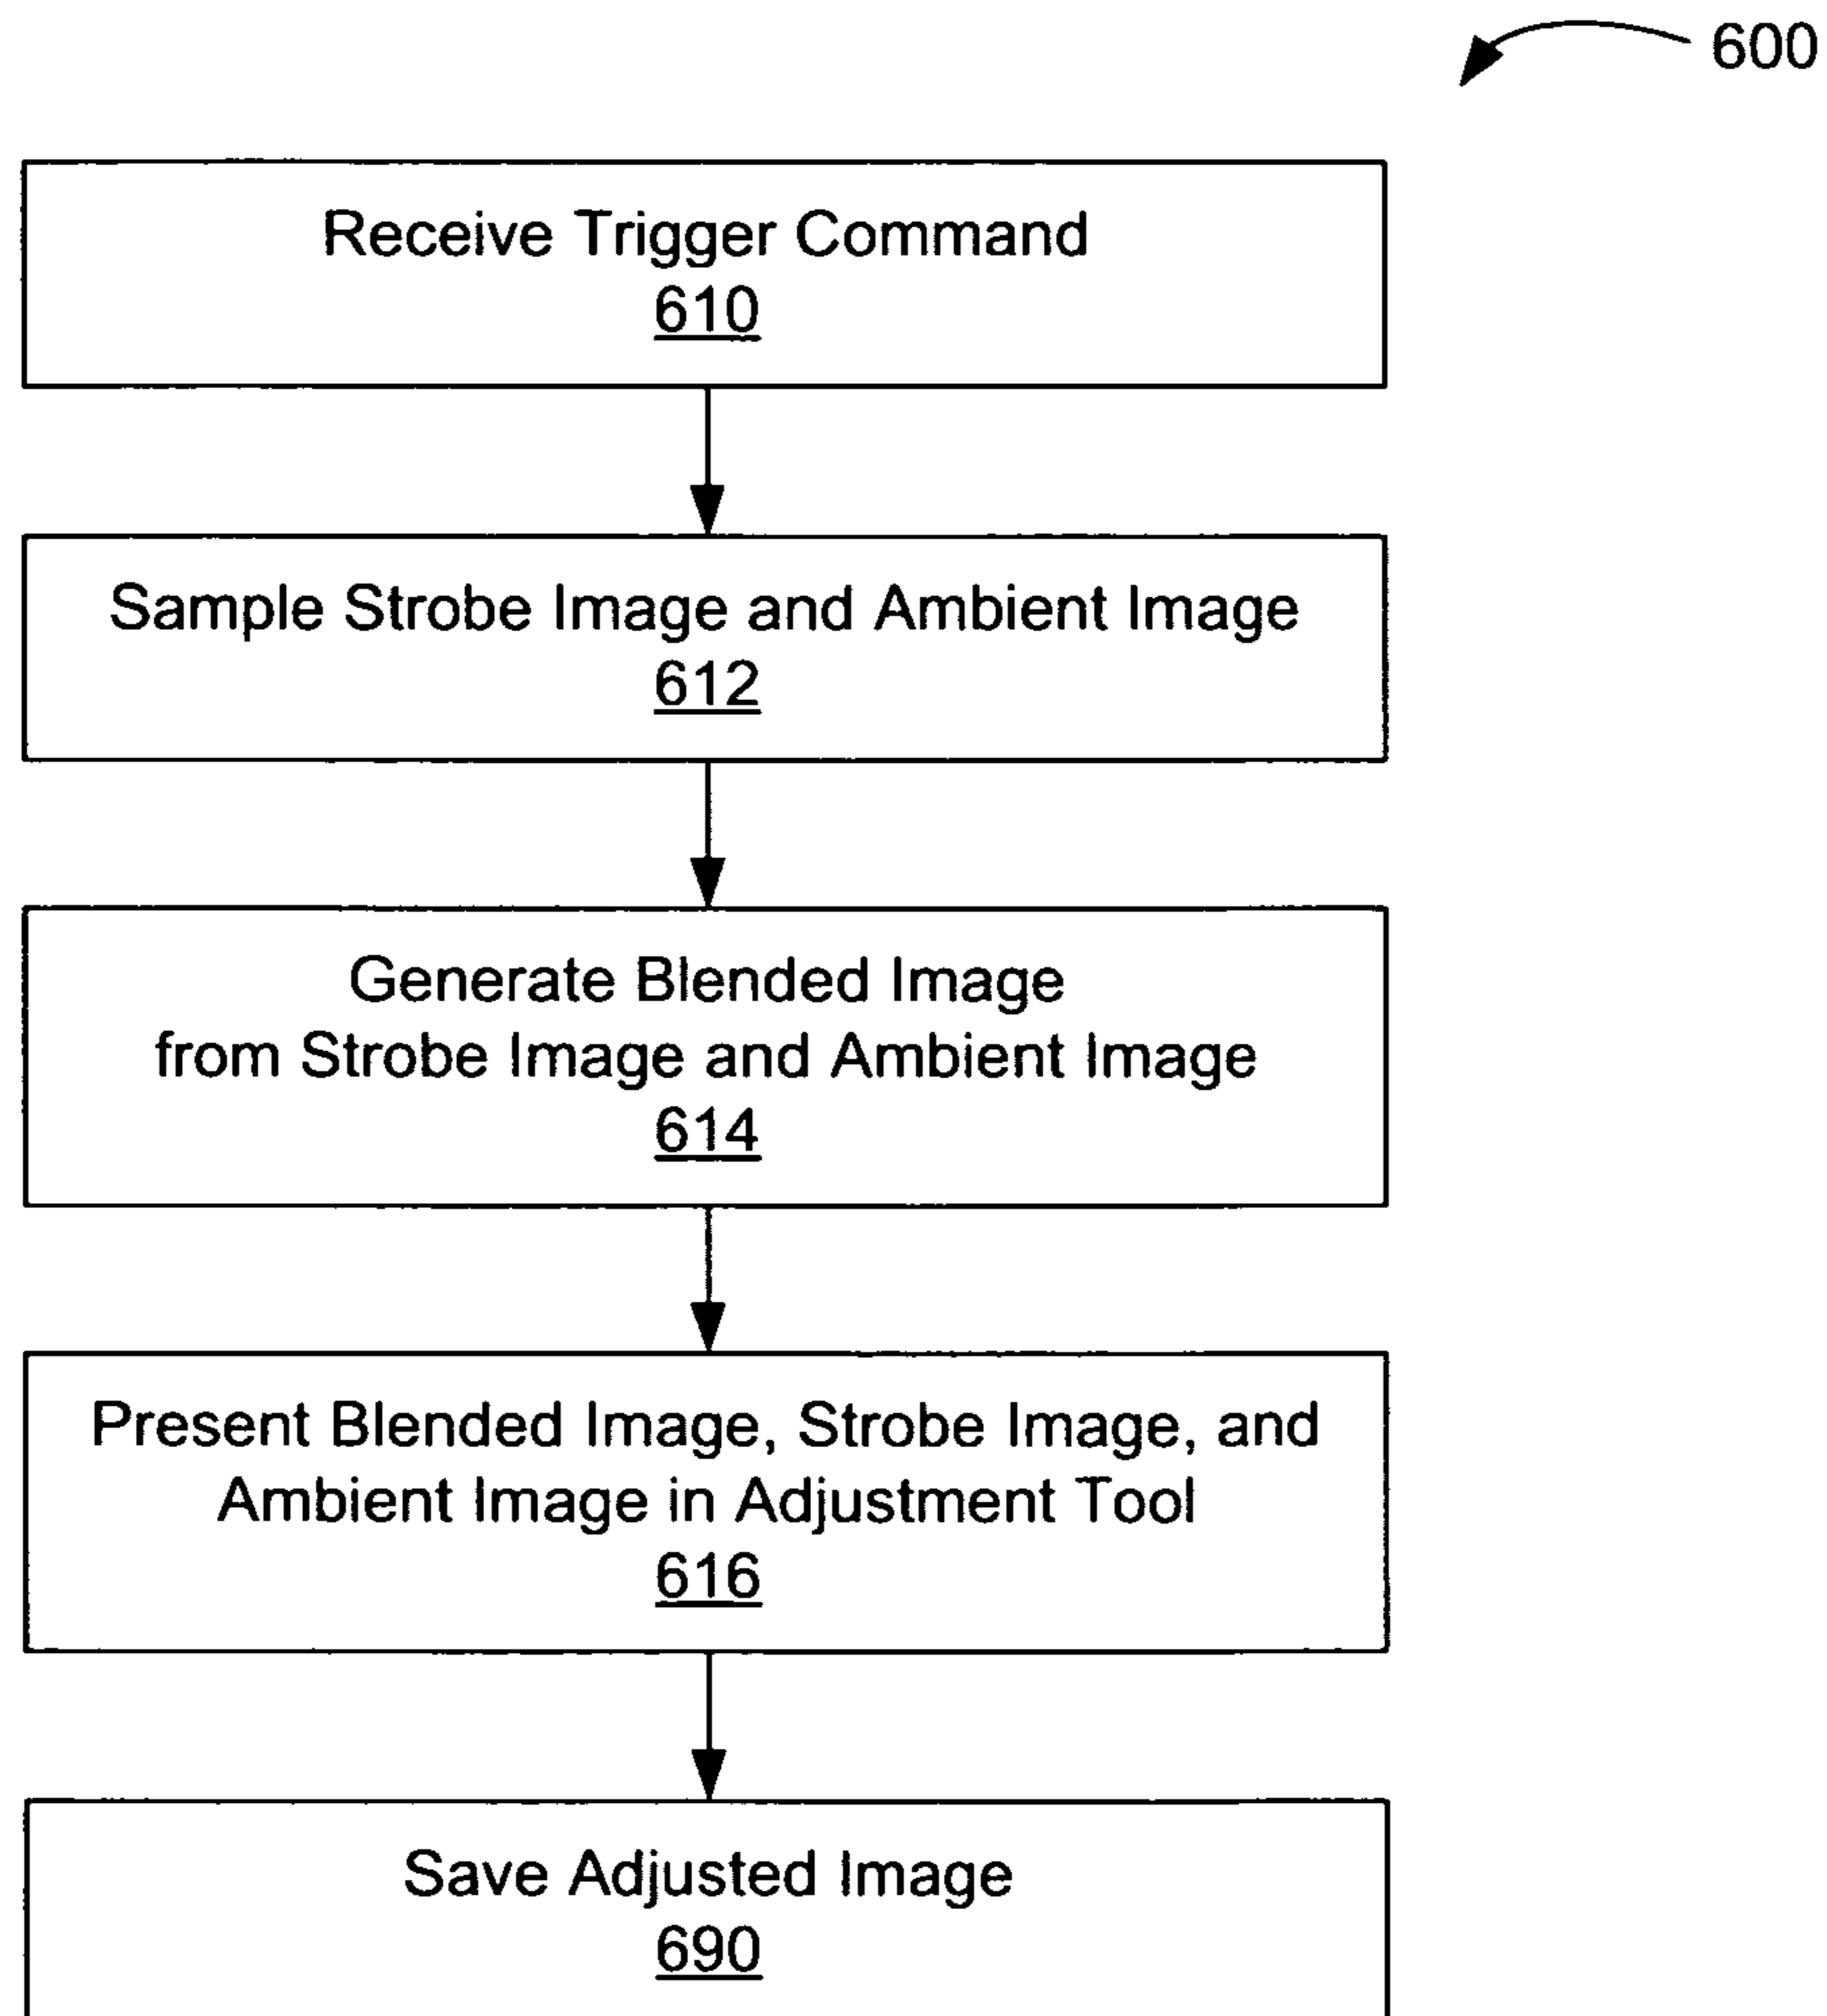 600
Receive Trigger Command
610
Sample Strobe Image and Ambient Image
612
Generate Blended Image
from Strobe Image and Ambient Image
614
Present Blended Image, Strobe Image, and
Ambient Image in Adjustment Tool
616
Save Adjusted Image
690